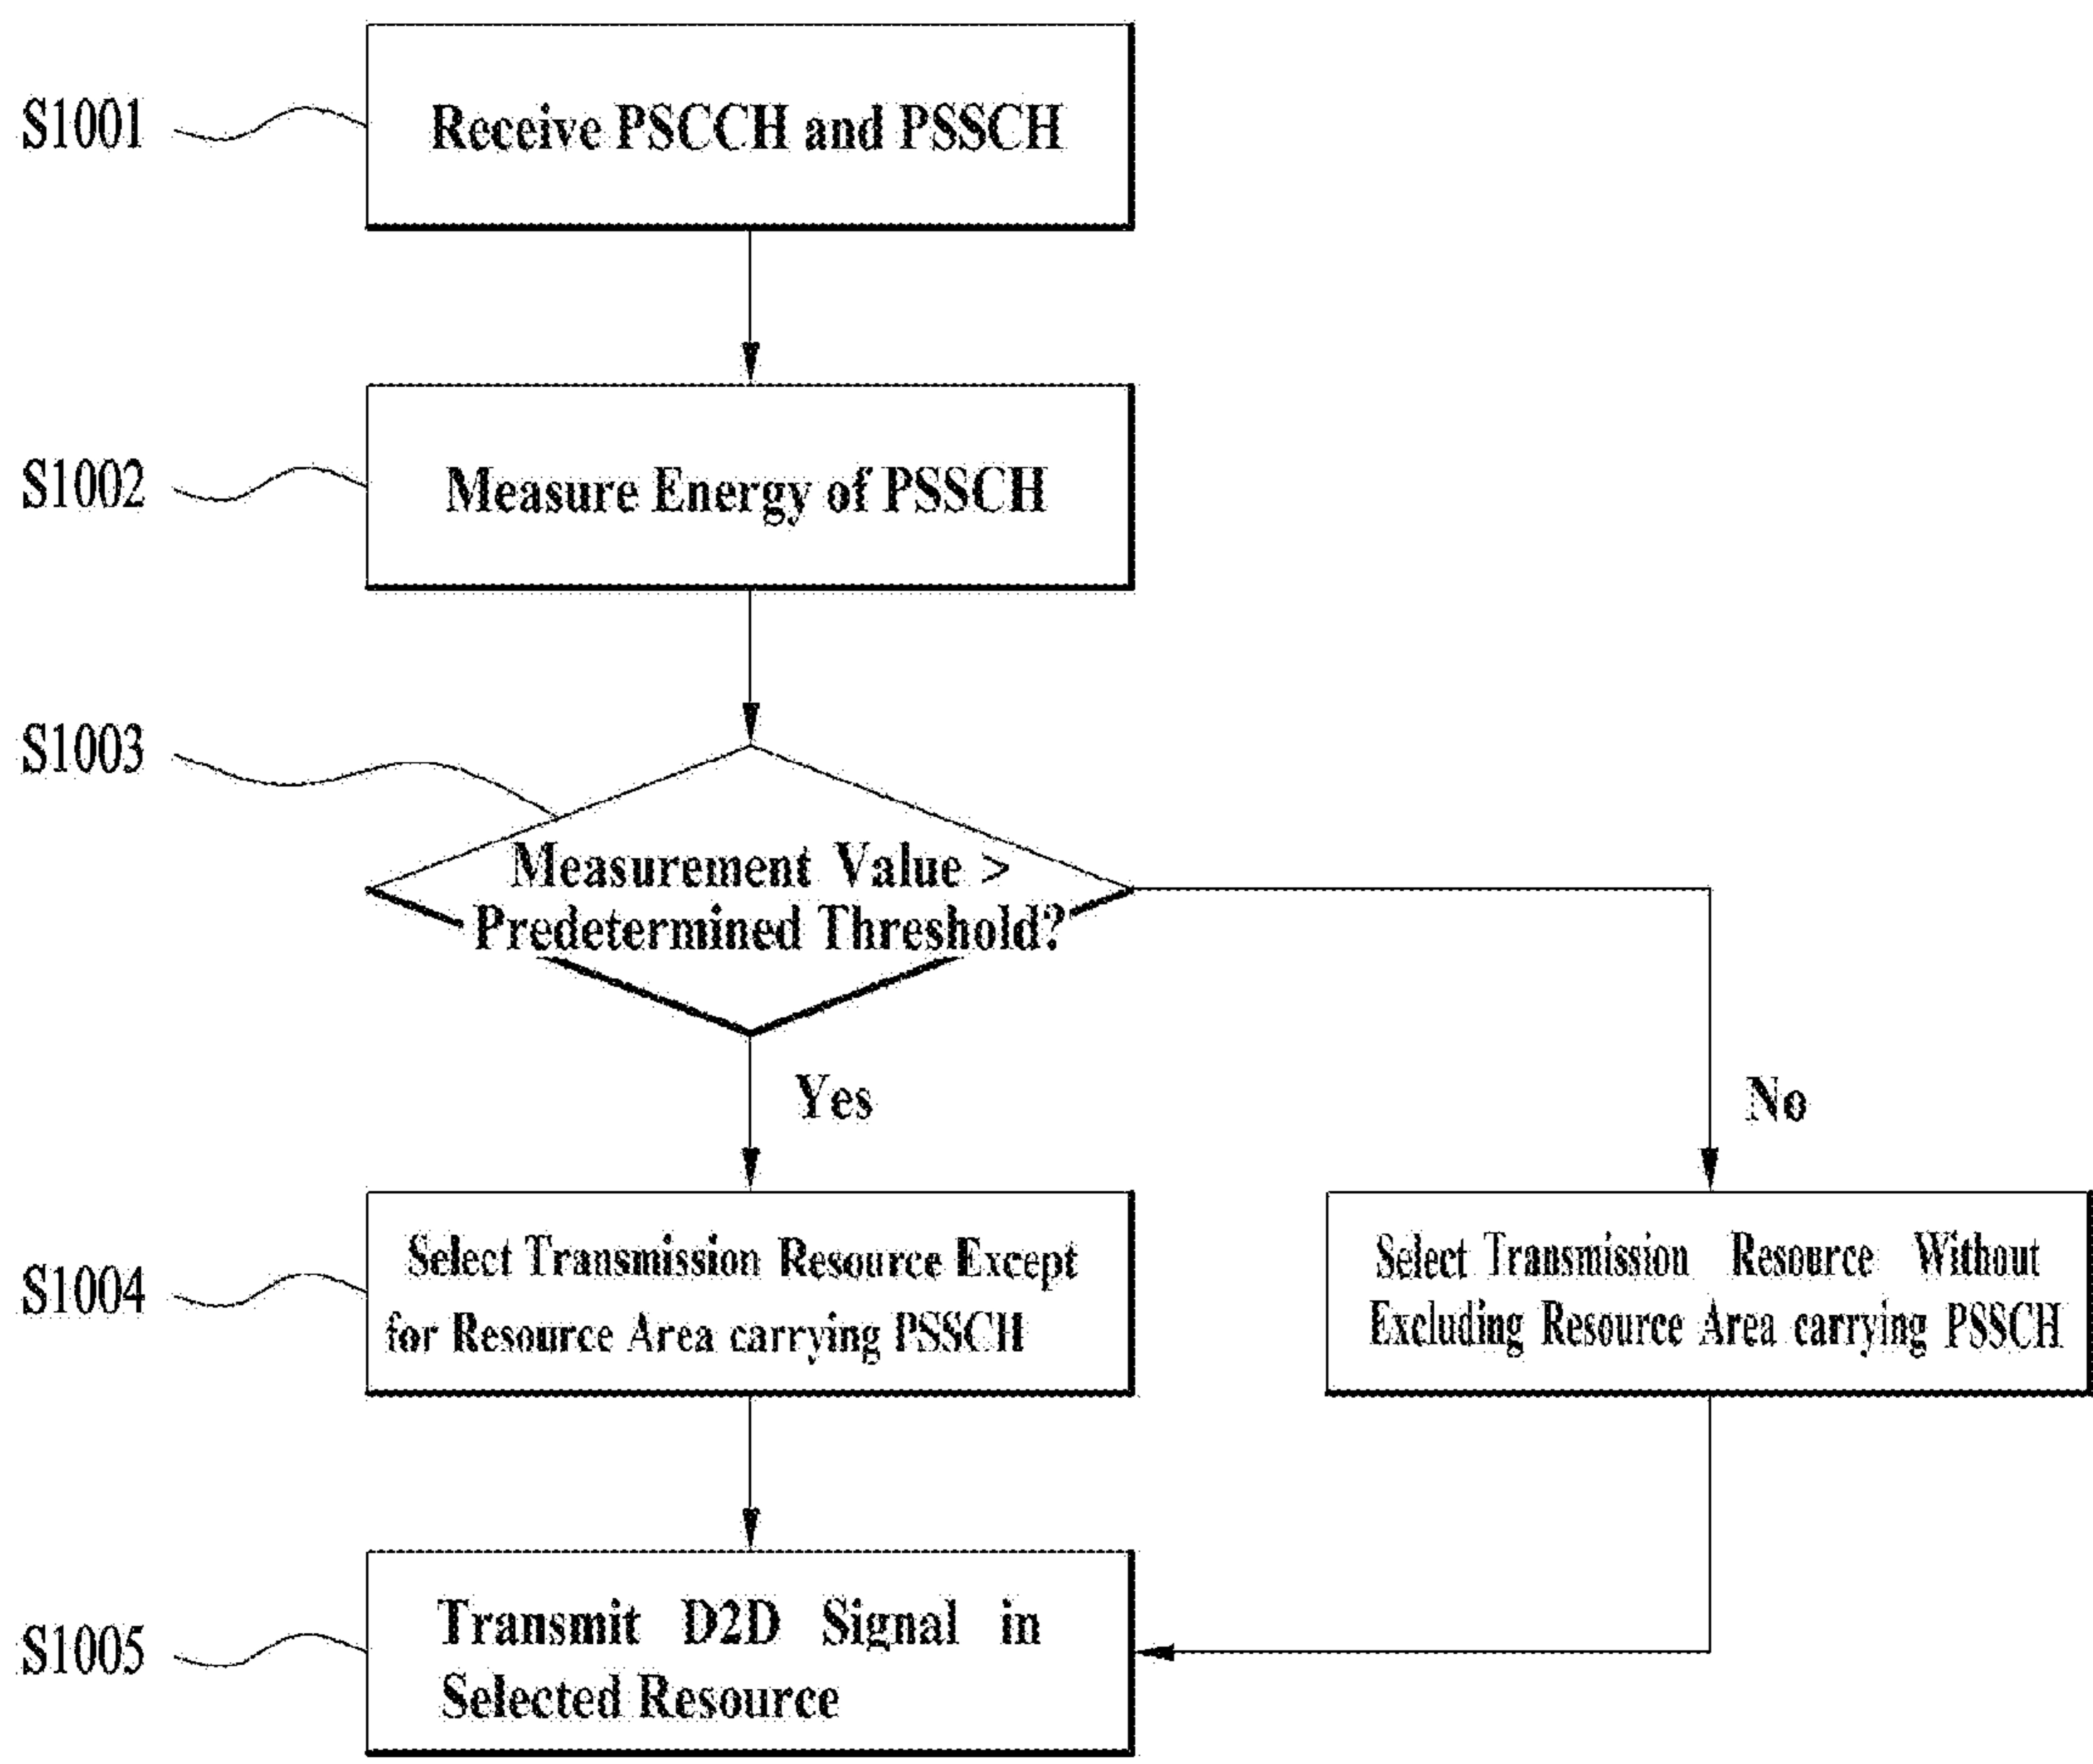 S1001
Receive PSCCH and PSSCH
S1002
Measure Energy of PSSCH
S1003
Measurement Value >
Predetermined Threshold?
Yes
No
S1004
Select Transmission Resource Except
for Resource Area carrying PSSCH
Select Transmission Resource Without
Excluding Resource Area carrying PSSCH
S1005
Transmit D2D Signal in
Selected Resource